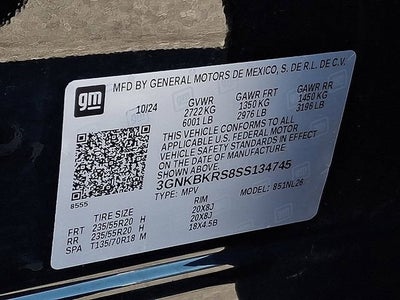 gm
MFD BY GENERAL MOTORS DE MEXICO, S. DE R.L. DE C.V.
10/24 GVWR GAWR FRT GAWR RR
2722 KG 1350 KG 1450 KG
6001 LB 2976 LB 3196 LB
THIS VEHICLE CONFORMS TO ALL
APPLICABLE U.S. FEDERAL MOTOR
VEHICLE SAFETY STANDARDS IN EFFECT
ON THE DATE OF MANUFACTURE SHOWN ABOVE.
3GNKBKRS8SS134745
8555 TYPE: MPV MODEL: 851NL26
TIRE SIZE RIM
FRT 235/55R20 H 20X8J
RR 235/55R20 H 20X8J
SPA T135/70R18 M 18X4.5B